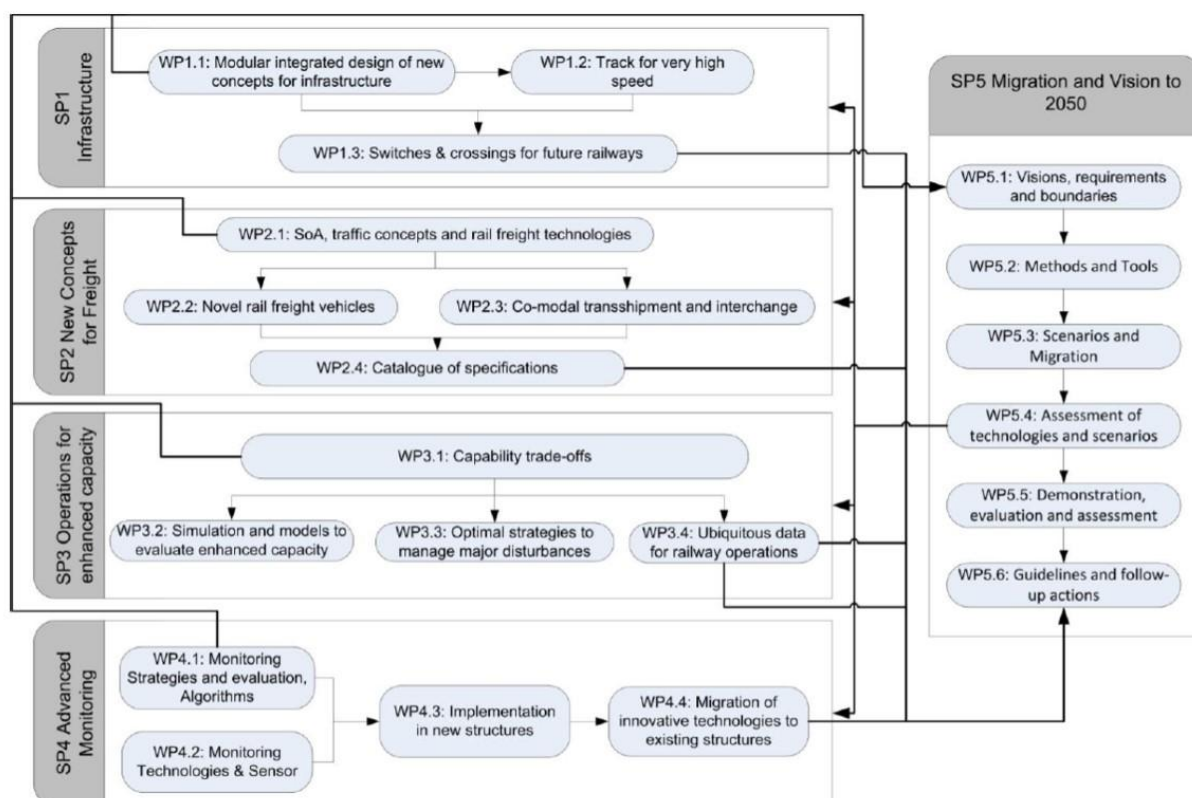 SP1
Infrastructure
WP1.1: Modular integrated design of new
concepts for infrastructure
WP1.2: Track for very high
speed
WP1.3: Switches & crossings for future railways
SP2 New Concepts
for Freight
WP2.1: SoA, traffic concepts and rail freight technologies
WP2.2: Novel rail freight vehicles
WP2.3: Co-modal transshipment and interchange
WP2.4: Catalogue of specifications
SP3 Operations for
enhanced capacity
WP3.1: Capability trade-offs
WP3.2: Simulation and models to
evaluate enhanced capacity
WP3.3: Optimal strategies to
manage major disturbances
WP3.4: Ubiquitous data
for railway operations
SP4 Advanced
Monitoring
WP4.1: Monitoring
Strategies and evaluation,
Algorithms
WP4.2: Monitoring
Technologies & Sensor
WP4.3: Implementation
in new structures
WP4.4: Migration of
innovative technologies to
existing structures
SP5 Migration and Vision to
2050
WP5.1: Visions, requirements
and boundaries
WP5.2: Methods and Tools
WP5.3: Scenarios and
Migration
WP5.4: Assessment of
technologies and scenarios
WP5.5: Demonstration,
evaluation and assessment
WP5.6: Guidelines and follow-
up actions